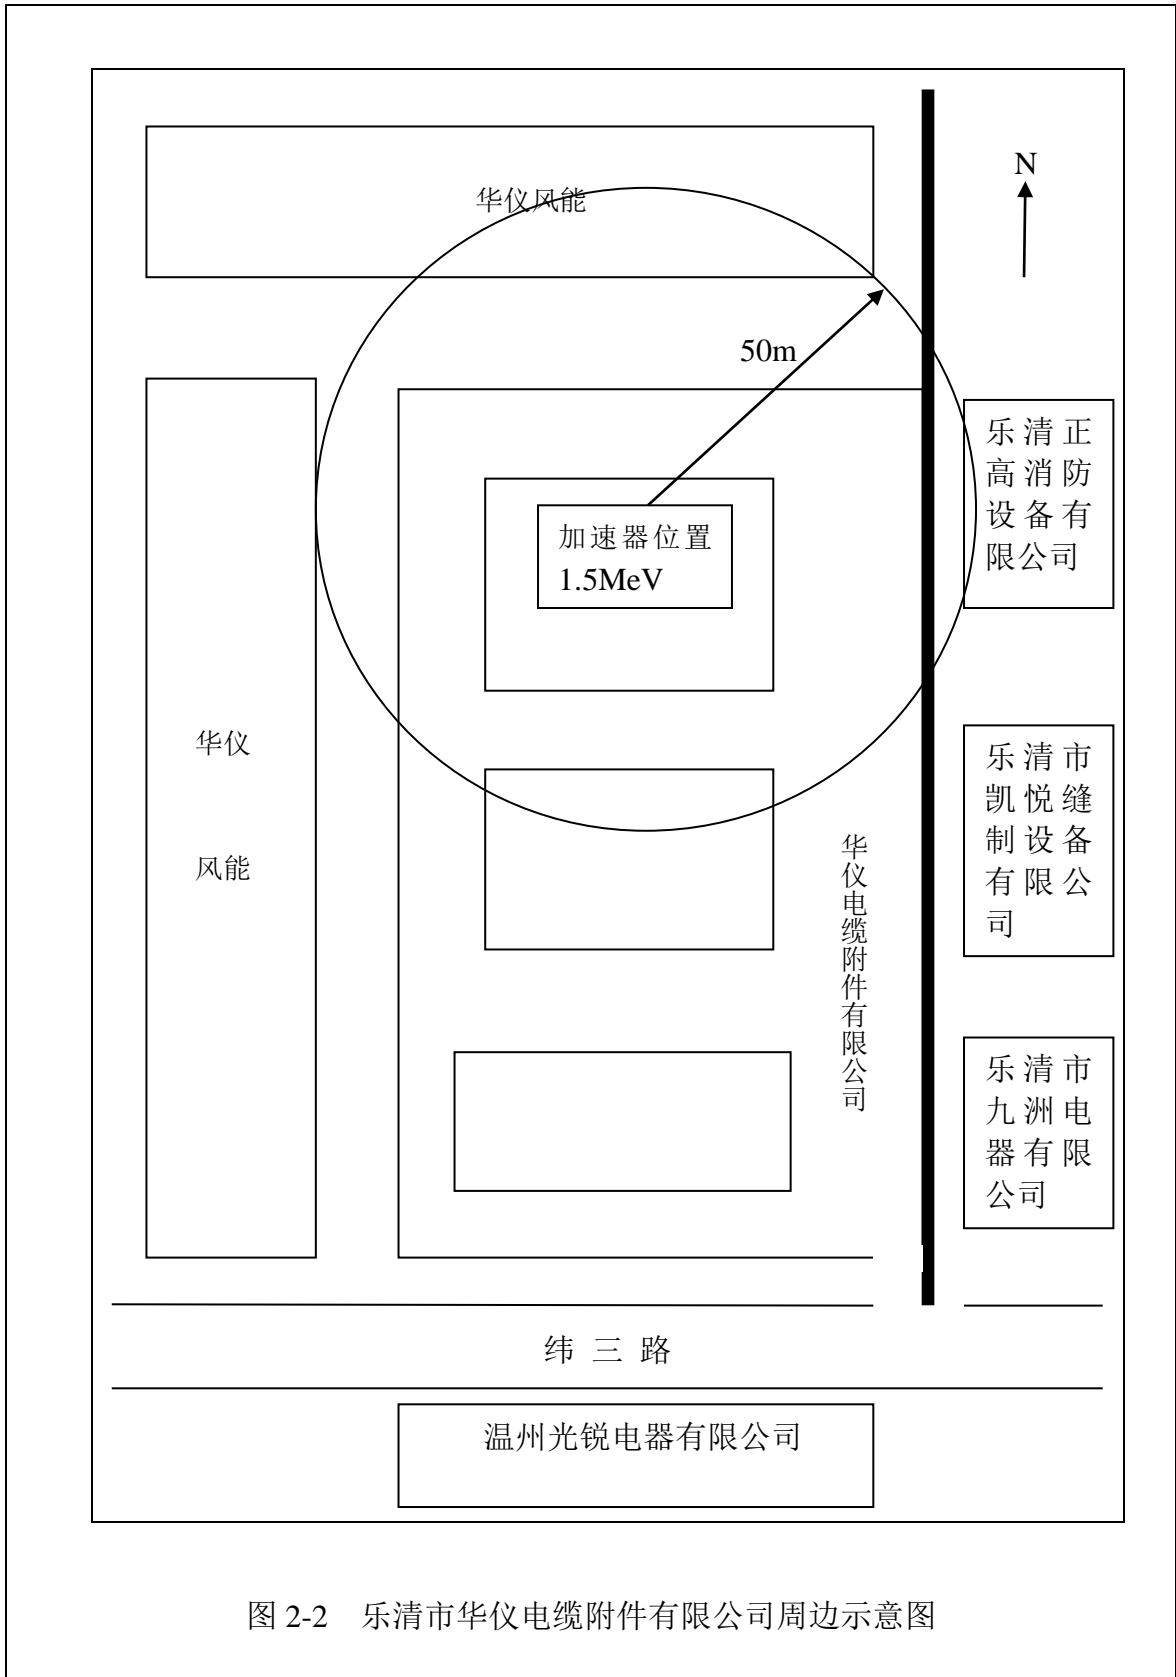 华仪风能
N
50m
乐清正
高消防
设备有
限公司
加速器位置
1.5MeV
华仪
风能
乐清市
凯悦缝
制设备
有限公
司
华仪电缆附件有限公司
乐清市
九洲电
器有限
公司
纬三路
温州光锐电器有限公司
图 2-2 乐清市华仪电缆附件有限公司周边示意图